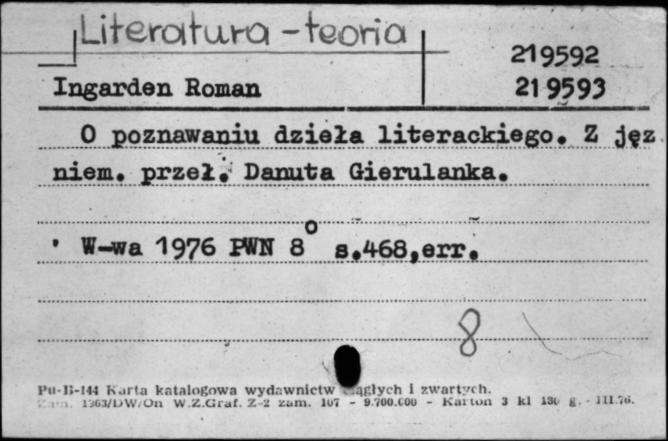 Literatura - teoria
219592
Ingarden Roman
219593
O poznawaniu dzieła literackiego. Z jęz.
niem. przeł. Danuta Gierulanka.
W-wa 1976 PWN 8° s.468,err.
8
Pu-B-144 Karta katalogowa wydawnictw ciągłych i zwartych.
1363/DW/On W.Z.Graf. Z-2 zam. 107 - 9.700.000 - Karton 3 kl 180 g. - III.76.